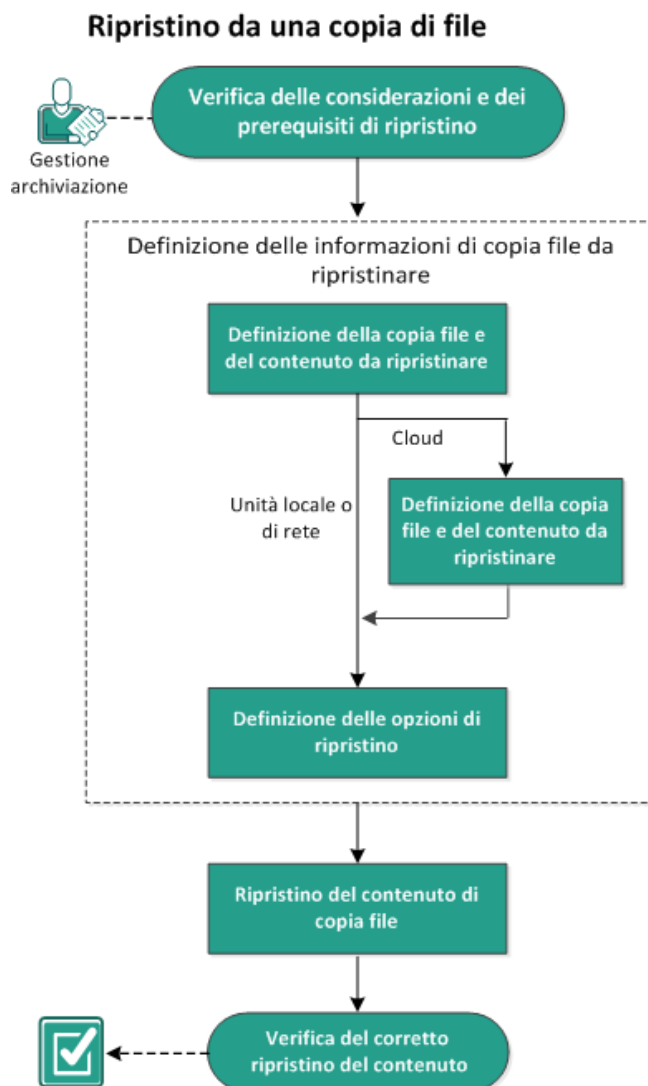 Ripristino da una copia di file
Verifica delle considerazioni e dei
prerequisiti di ripristino
Gestione
archiviazione
Definizione delle informazioni di copia file da
ripristinare
Definizione della copia file e
del contenuto da ripristinare
Cloud
Unità locale o
di rete
Definizione della copia
file e del contenuto da
ripristinare
Definizione delle opzioni di
ripristino
Ripristino del contenuto di
copia file
Verifica del corretto
ripristino del contenuto